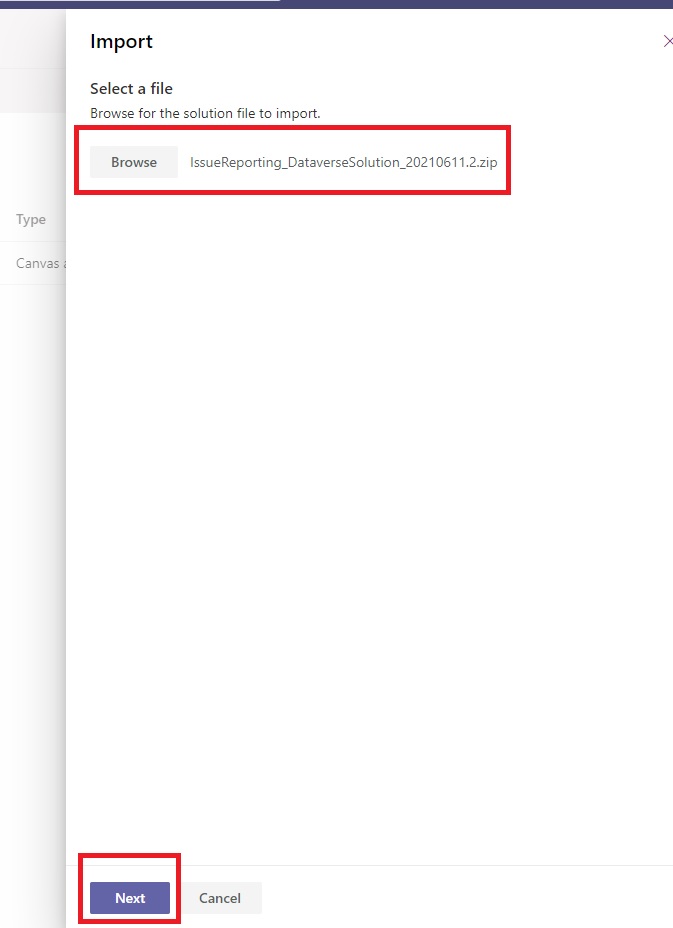 Import
Select a file
Browse for the solution file to import.
Browse IssueReporting_DataverseSolution_20210611.2.zip
Type
Canvas
Next Cancel